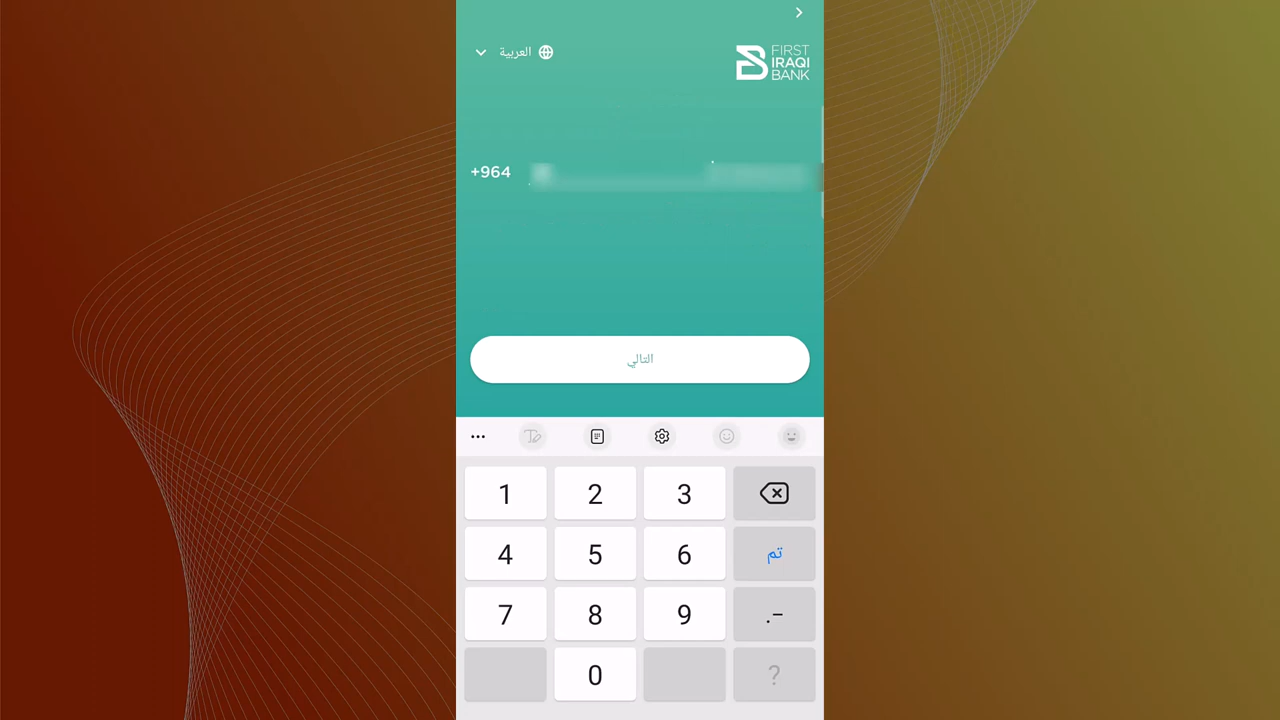 العربية
FIRST
IRAQI
BANK
+964
التالي
1 2 3
4 5 6 تم
7 8 9 .–
0 ?